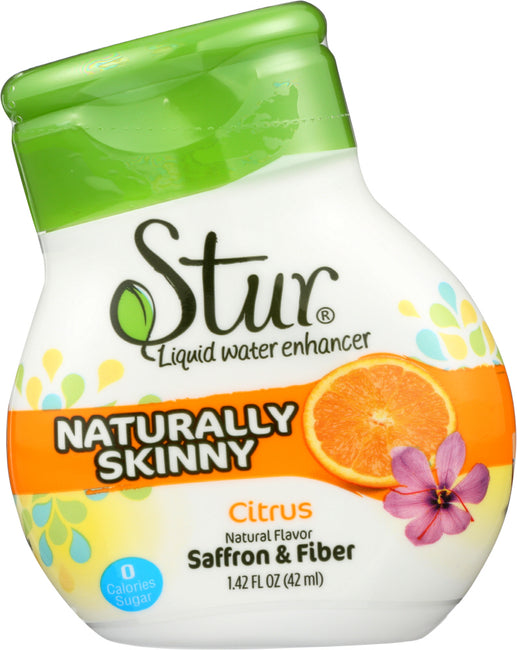 Stur®
Liquid water enhancer
NATURALLY
SKINNY
Citrus
Natural Flavor
Saffron & Fiber
1.42 FL OZ (42 ml)
0
Calories
Sugar